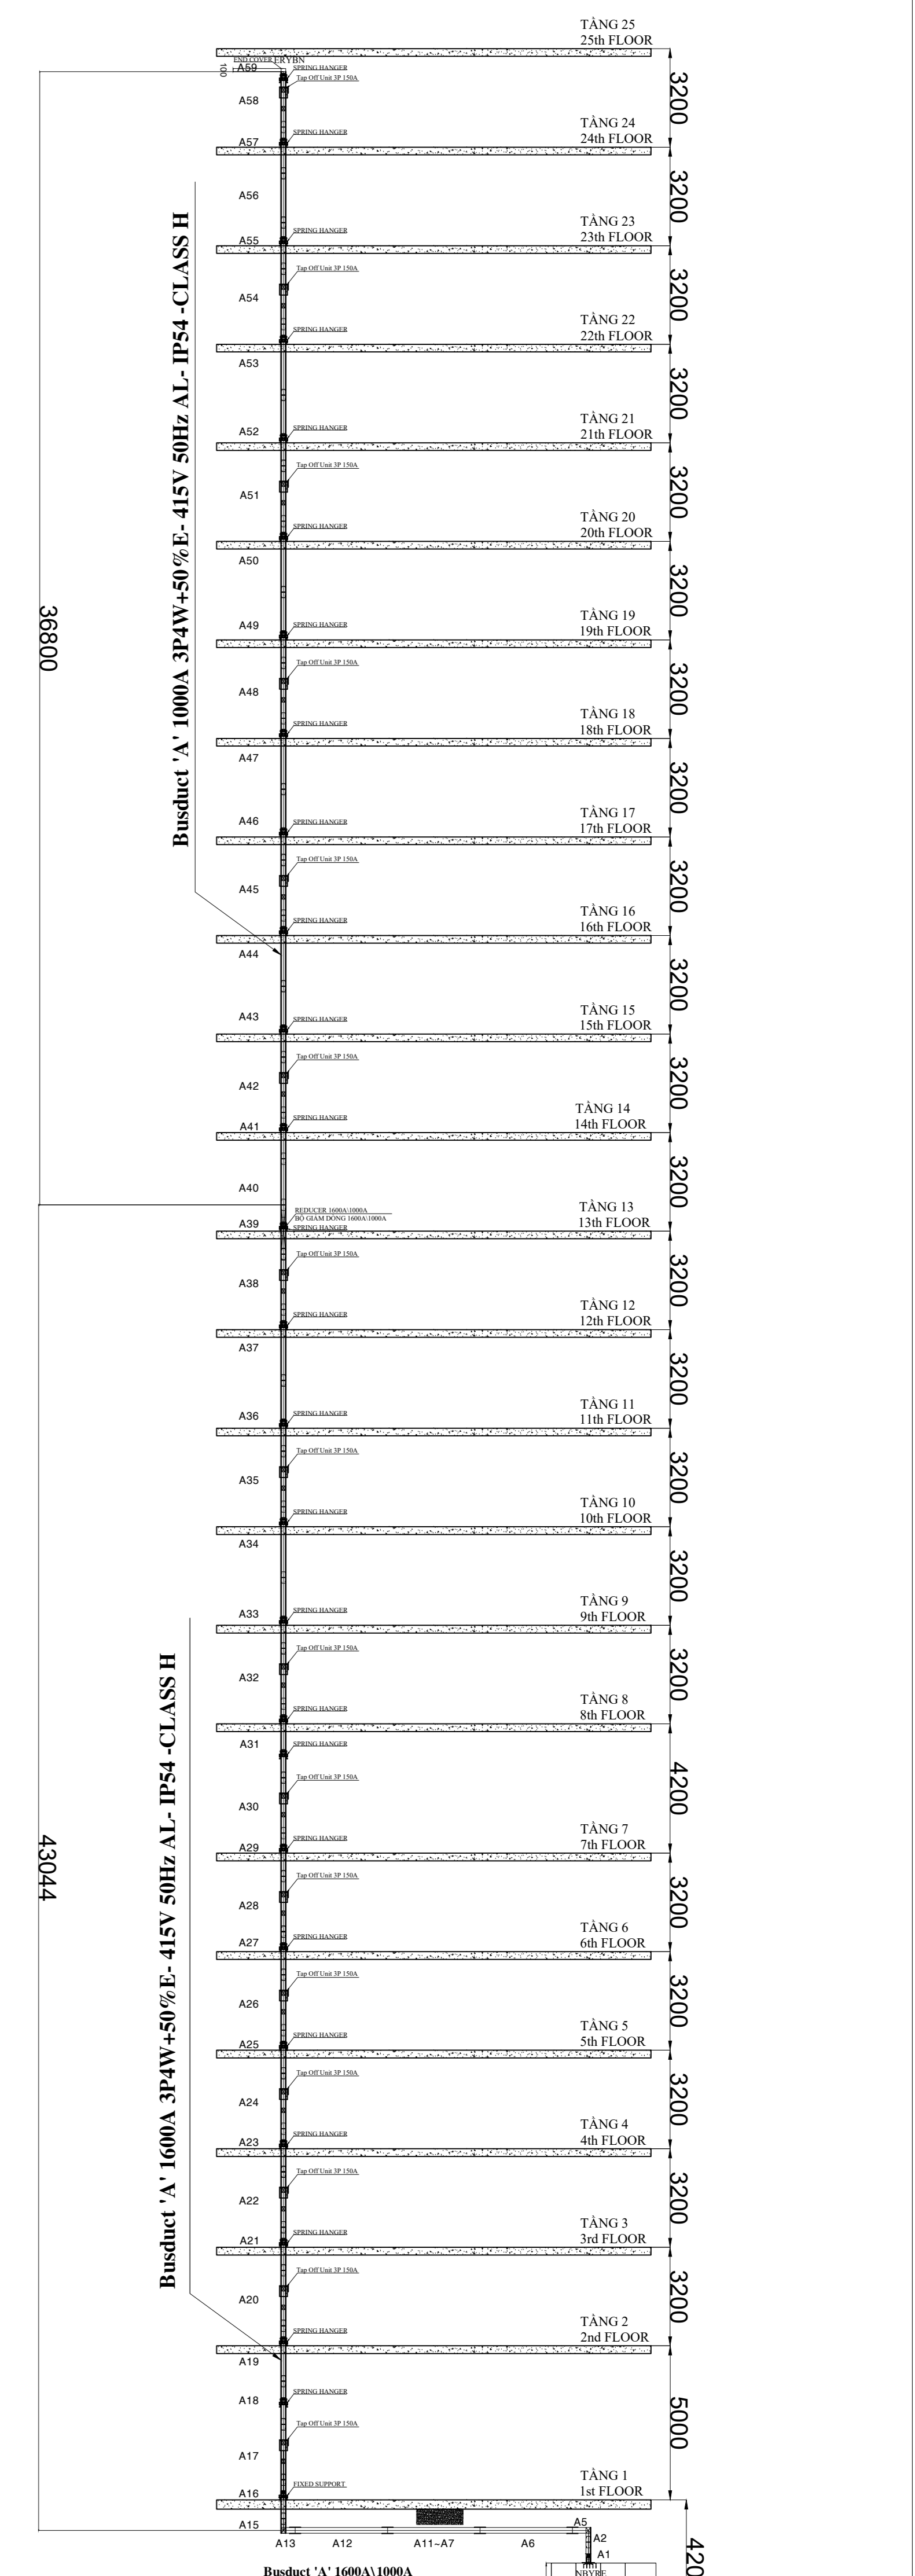 TẦNG 25
25th FLOOR
END COVER ERYBN
A59
SPRING HANGER
100
Tap Off Unit 3P 150A
A58
3200
TẦNG 24
24th FLOOR
A57
SPRING HANGER
A56
3200
TẦNG 23
23th FLOOR
A55
SPRING HANGER
Tap Off Unit 3P 150A
A54
3200
TẦNG 22
22th FLOOR
SPRING HANGER
A53
3200
TẦNG 21
21th FLOOR
A52
SPRING HANGER
Tap Off Unit 3P 150A
A51
3200
TẦNG 20
20th FLOOR
SPRING HANGER
A50
3200
TẦNG 19
19th FLOOR
A49
SPRING HANGER
Tap Off Unit 3P 150A
A48
3200
TẦNG 18
18th FLOOR
SPRING HANGER
A47
3200
TẦNG 17
17th FLOOR
A46
SPRING HANGER
Tap Off Unit 3P 150A
A45
3200
TẦNG 16
16th FLOOR
SPRING HANGER
A44
3200
TẦNG 15
15th FLOOR
A43
SPRING HANGER
Tap Off Unit 3P 150A
A42
3200
TẦNG 14
14th FLOOR
A41
SPRING HANGER
A40
3200
Busduct 'A' 1000A 3P4W+50%E- 415V 50Hz AL- IP54 -CLASS H
36800
TẦNG 13
13th FLOOR
REDUCER 1600A\1000A
BỘ GIẢM DÒNG 1600A\1000A
A39
SPRING HANGER
Tap Off Unit 3P 150A
A38
3200
TẦNG 12
12th FLOOR
SPRING HANGER
A37
3200
TẦNG 11
11th FLOOR
A36
SPRING HANGER
Tap Off Unit 3P 150A
A35
3200
TẦNG 10
10th FLOOR
SPRING HANGER
A34
3200
TẦNG 9
9th FLOOR
A33
SPRING HANGER
Tap Off Unit 3P 150A
A32
3200
TẦNG 8
8th FLOOR
SPRING HANGER
A31
SPRING HANGER
Tap Off Unit 3P 150A
A30
4200
TẦNG 7
7th FLOOR
A29
SPRING HANGER
Tap Off Unit 3P 150A
A28
3200
TẦNG 6
6th FLOOR
A27
SPRING HANGER
Tap Off Unit 3P 150A
A26
3200
TẦNG 5
5th FLOOR
A25
SPRING HANGER
Tap Off Unit 3P 150A
A24
3200
TẦNG 4
4th FLOOR
A23
SPRING HANGER
Tap Off Unit 3P 150A
A22
3200
TẦNG 3
3rd FLOOR
A21
SPRING HANGER
Tap Off Unit 3P 150A
A20
3200
TẦNG 2
2nd FLOOR
SPRING HANGER
A19
A18
SPRING HANGER
Tap Off Unit 3P 150A
A17
5000
Busduct 'A' 1600A 3P4W+50%E- 415V 50Hz AL- IP54 -CLASS H
43044
TẦNG 1
1st FLOOR
A16
FIXED SUPPORT
A15
A13
A12
A11~A7
A6
A5
A2
A1
420
NBYRE
Busduct 'A' 1600A\1000A